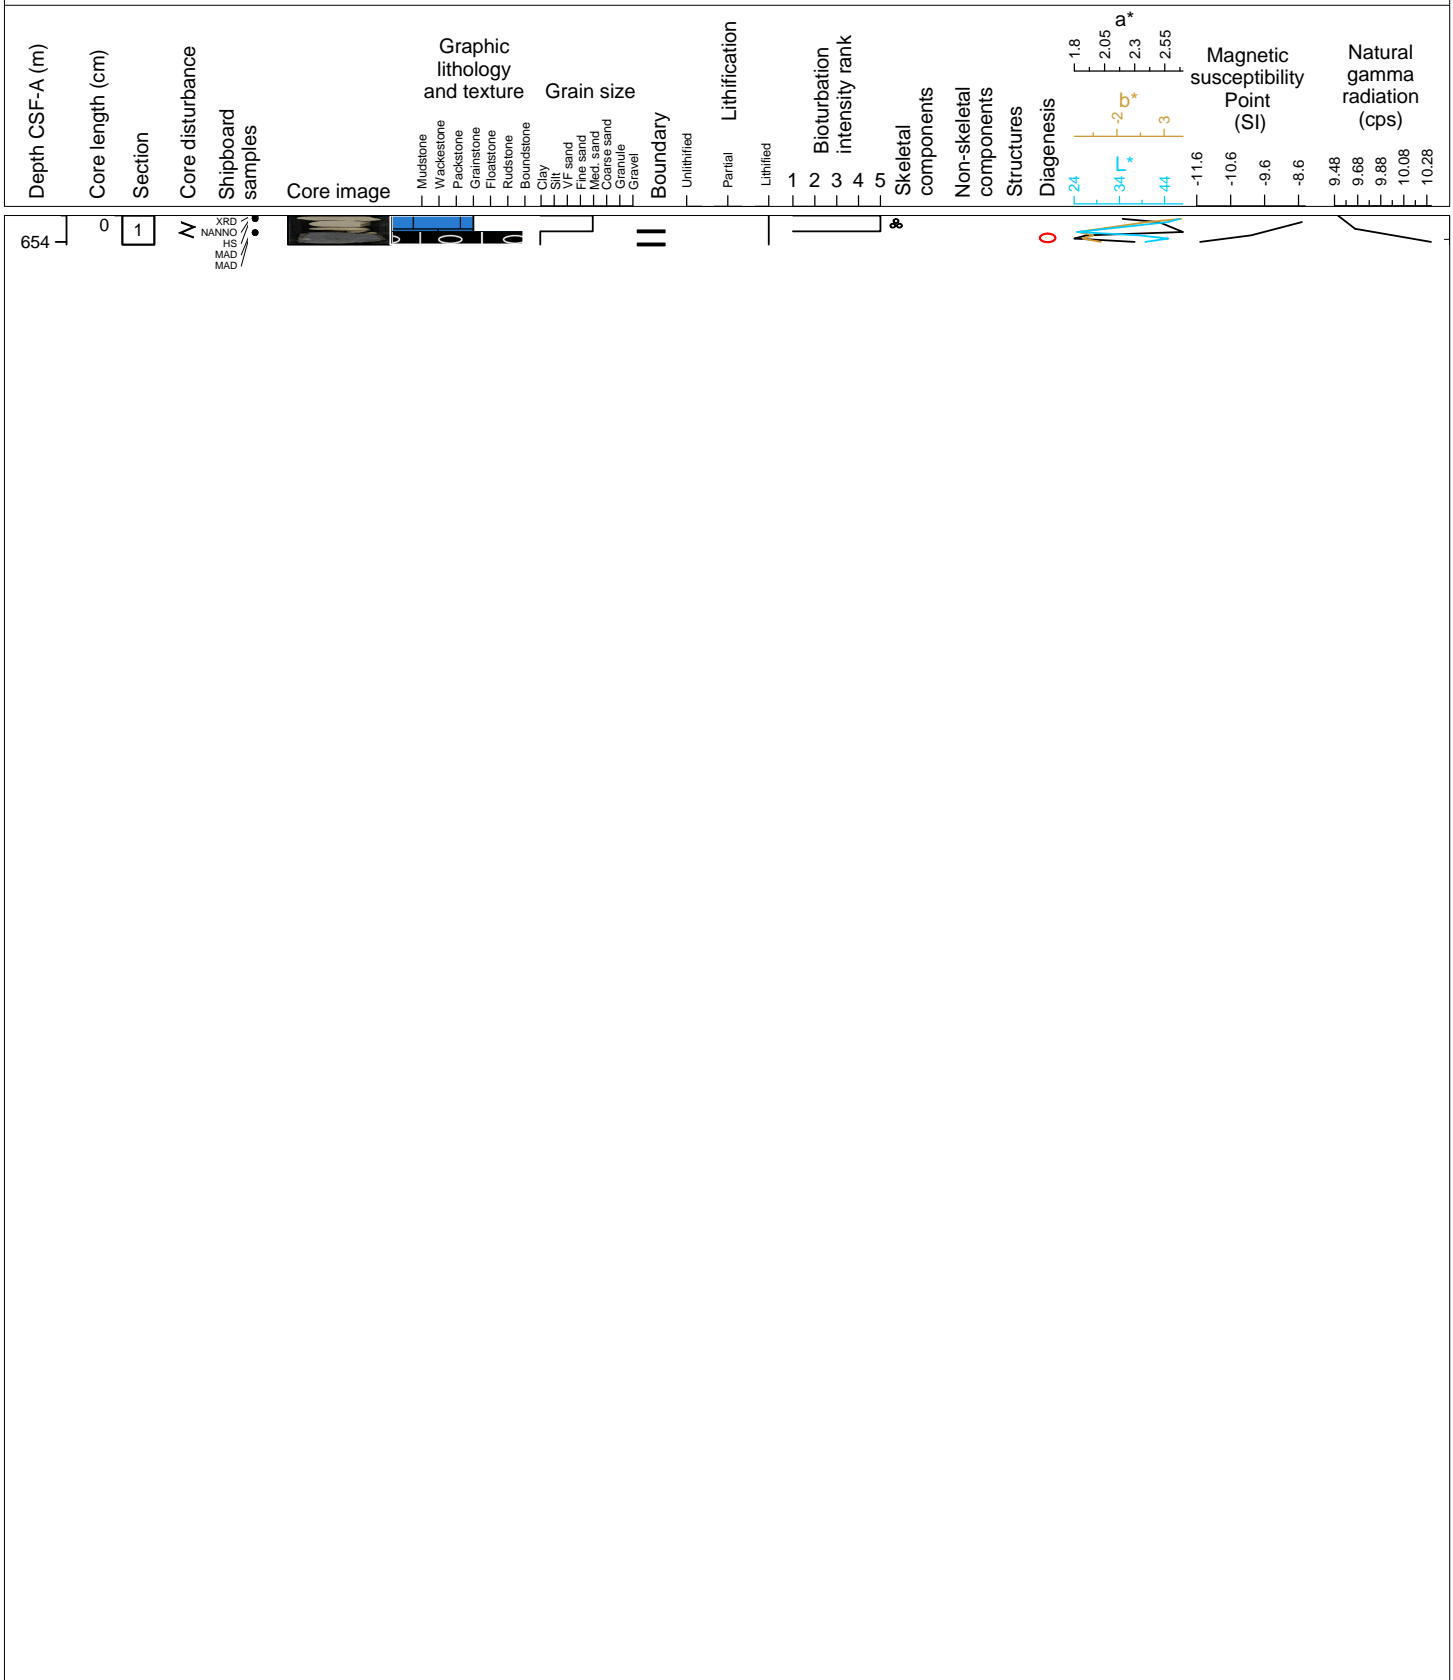 Depth CSF-A (m)
Core length (cm)
Section
Core disturbance
Shipboard
samples
Core image
Graphic
lithology
and texture
Mudstone
Wackestone
Packstone
Grainstone
Floatstone
Rudstone
Boundstone
Grain size
Clay
Silt
VF sand
Fine sand
Med. sand
Coarse sand
Granule
Gravel
Boundary
Lithification
Unlithified
Partial
Lithified
Bioturbation
intensity rank
1 2 3 4 5
Skeletal
components
Non-skeletal
components
Structures
Diagenesis
a*
1.8 2.05 2.3 2.55
b*
-2 3
L*
24 34 44
Magnetic
susceptibility
Point
(SI)
-11.6 -10.6 -9.6 -8.6
Natural
gamma
radiation
(cps)
9.48 9.68 9.88 10.08 10.28
654
0
1
XRD
NANNO
HS
MAD
MAD